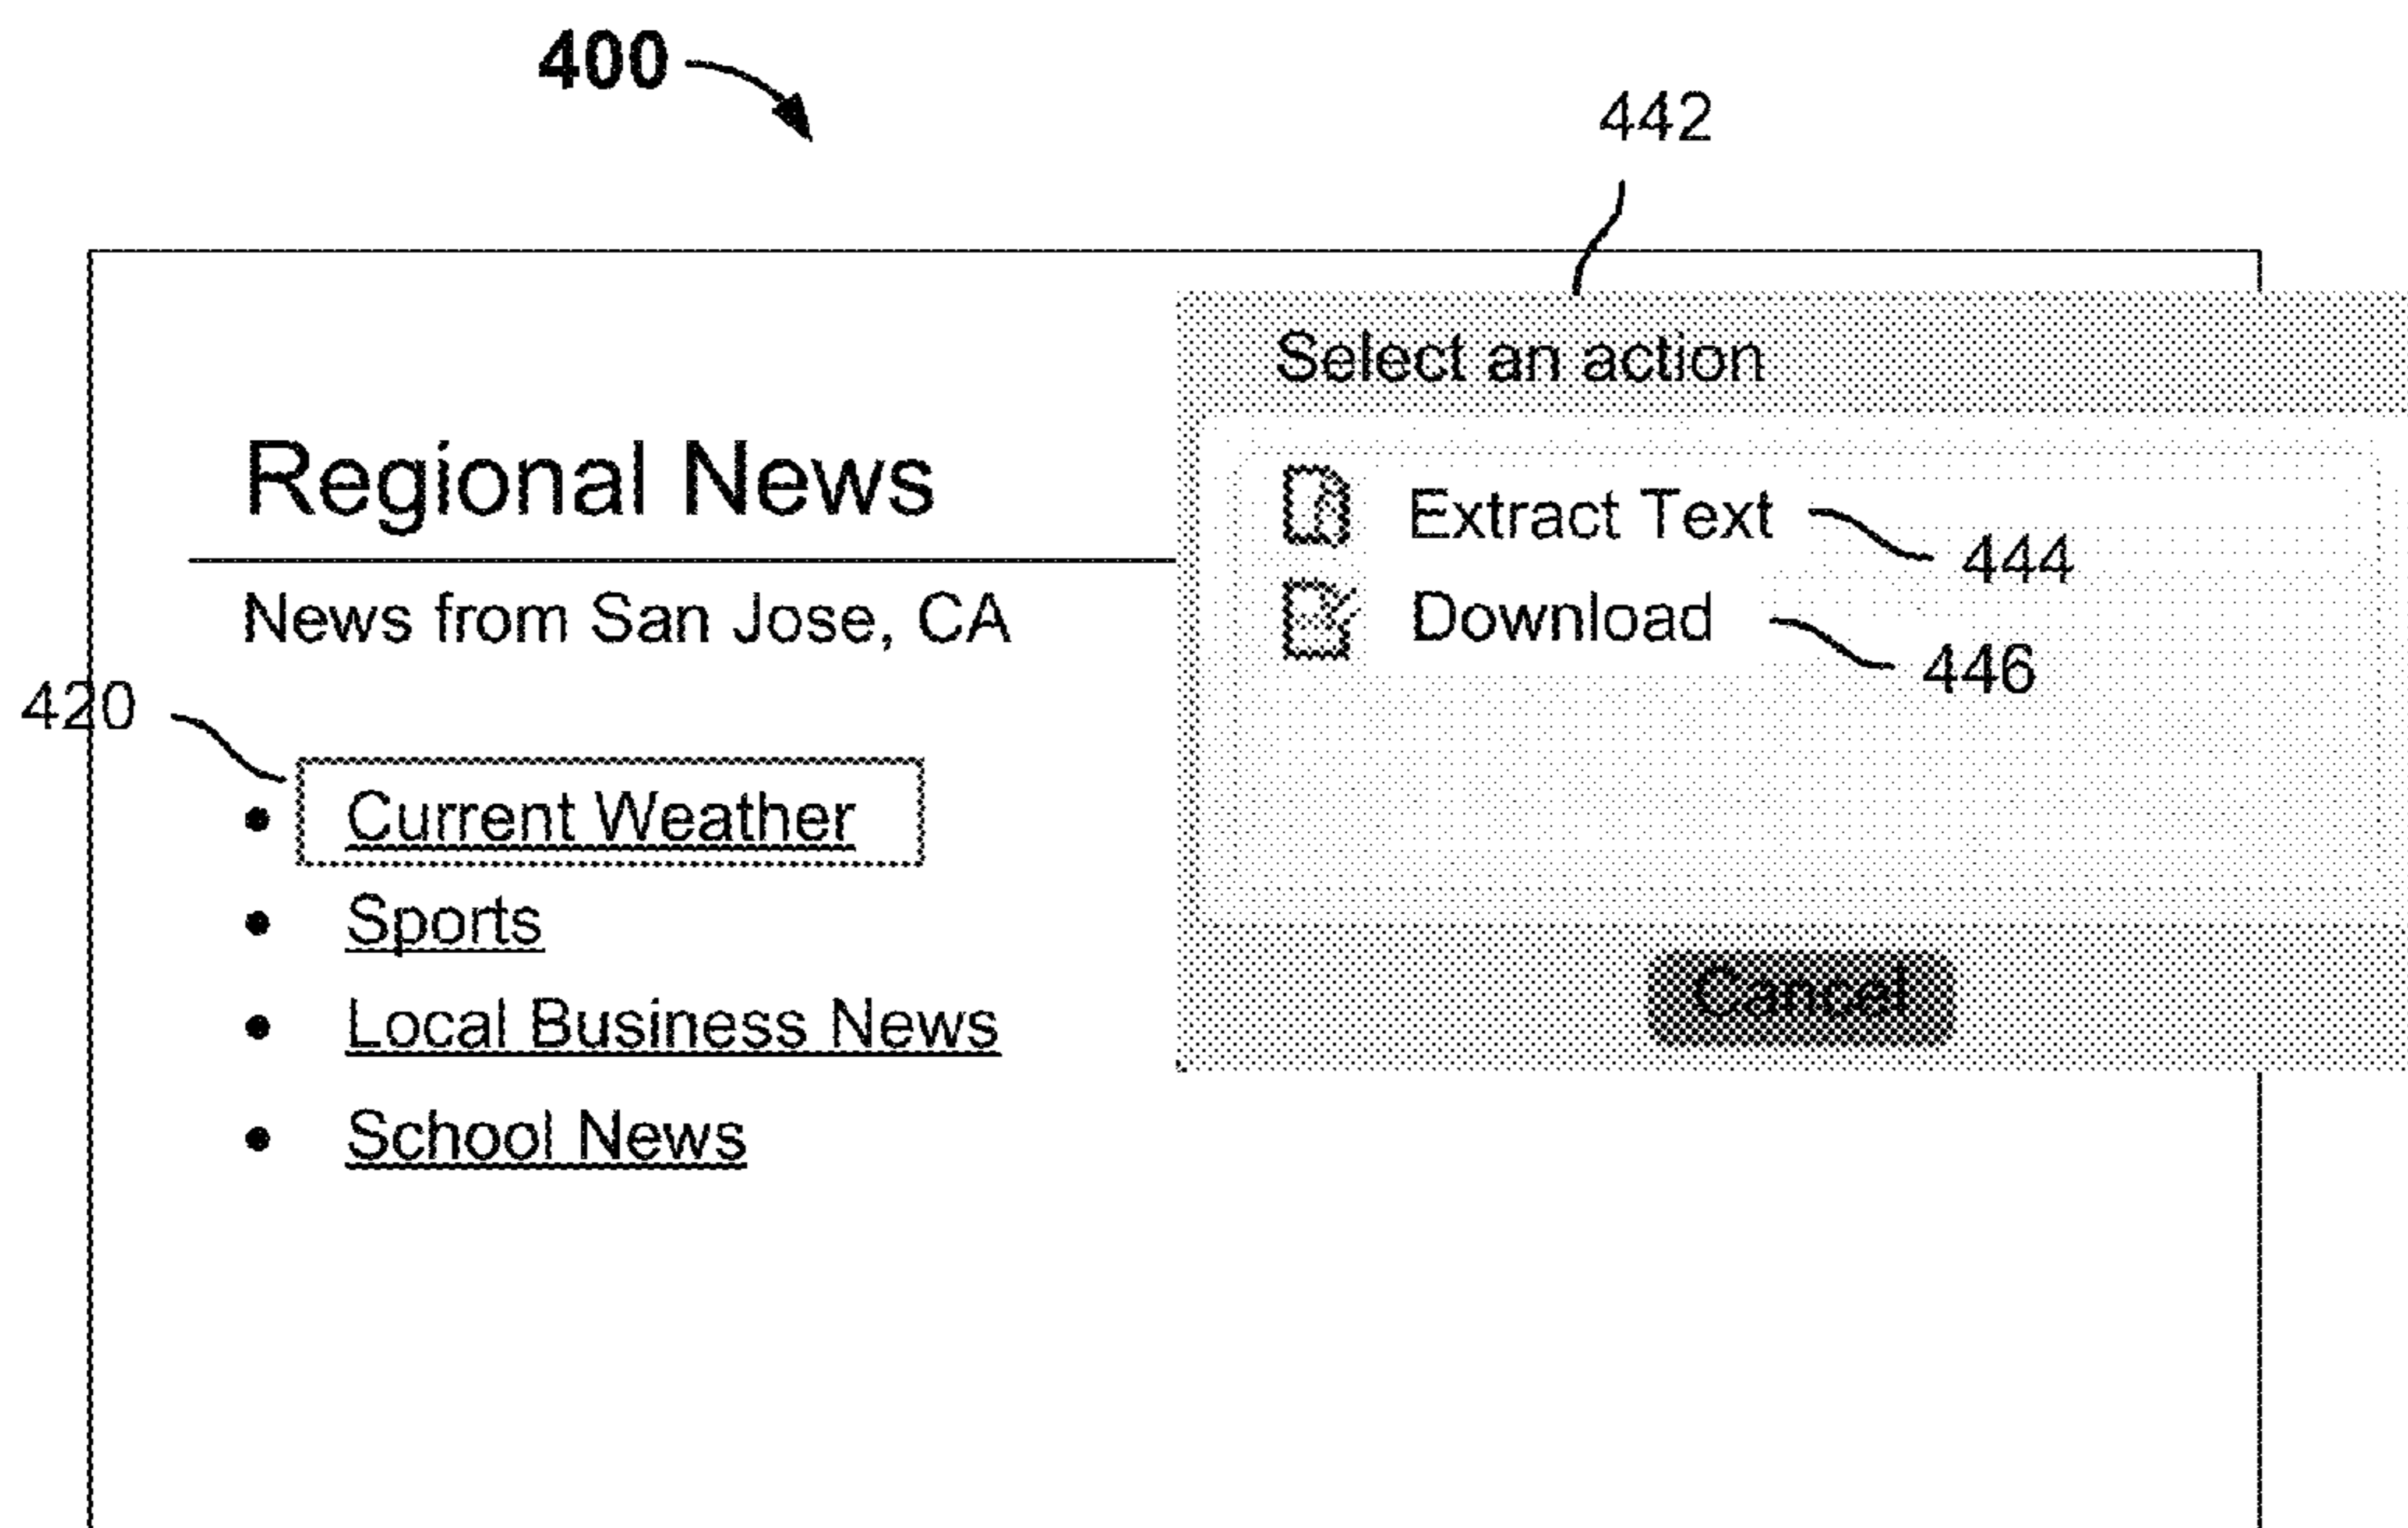 400
442
Select an action
Regional News
Extract Text
444
News from San Jose, CA
Download
446
420
• Current Weather
• Sports
• Local Business News
• School News
Cancel